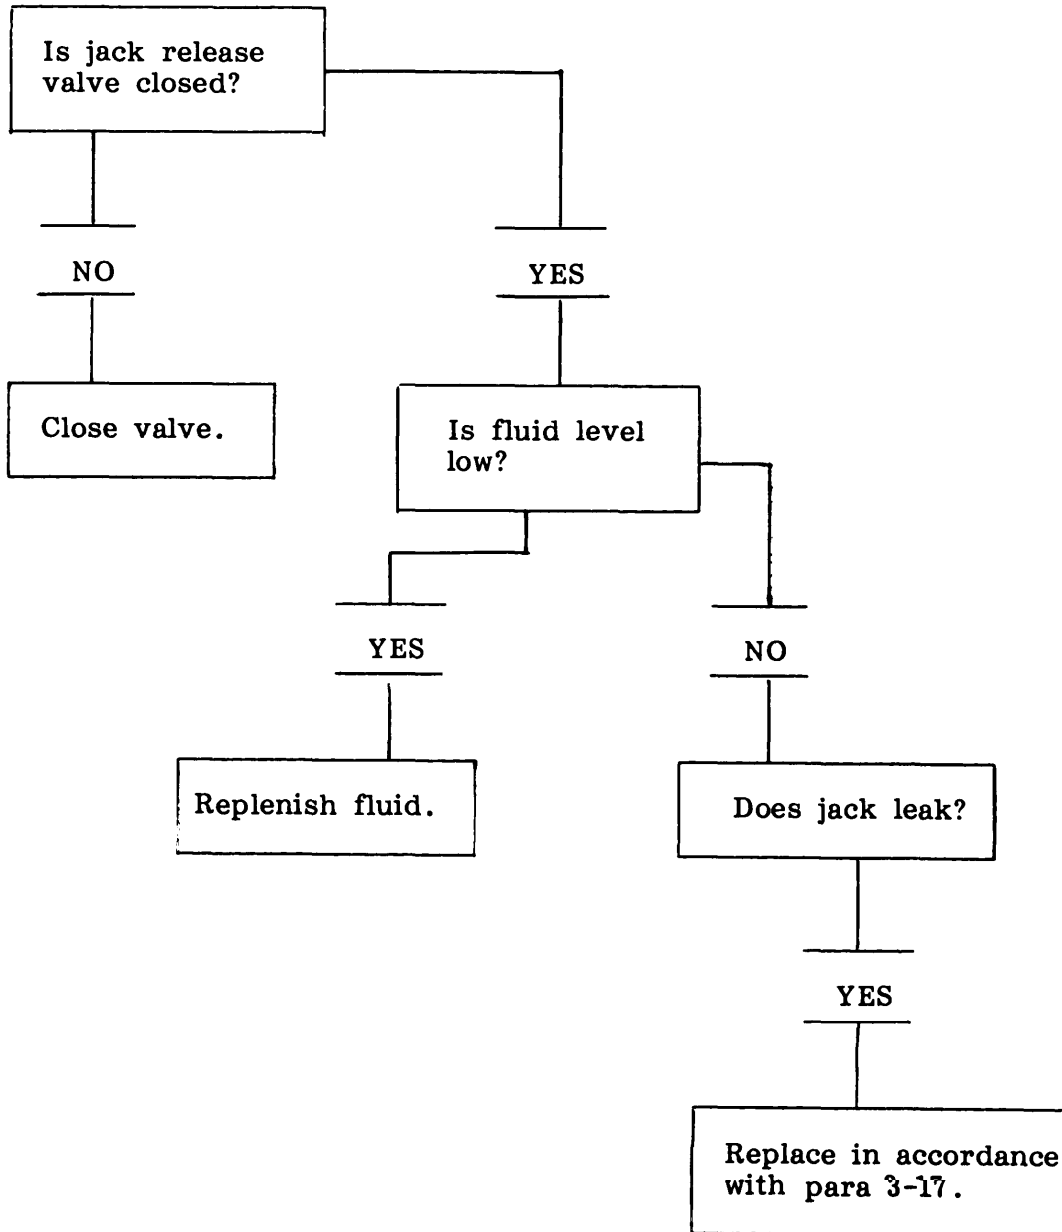 Is jack release
valve closed?
NO
YES
Close valve.
Is fluid level
low?
YES
NO
Replenish fluid.
Does jack leak?
YES
Replace in accordance
with para 3-17.